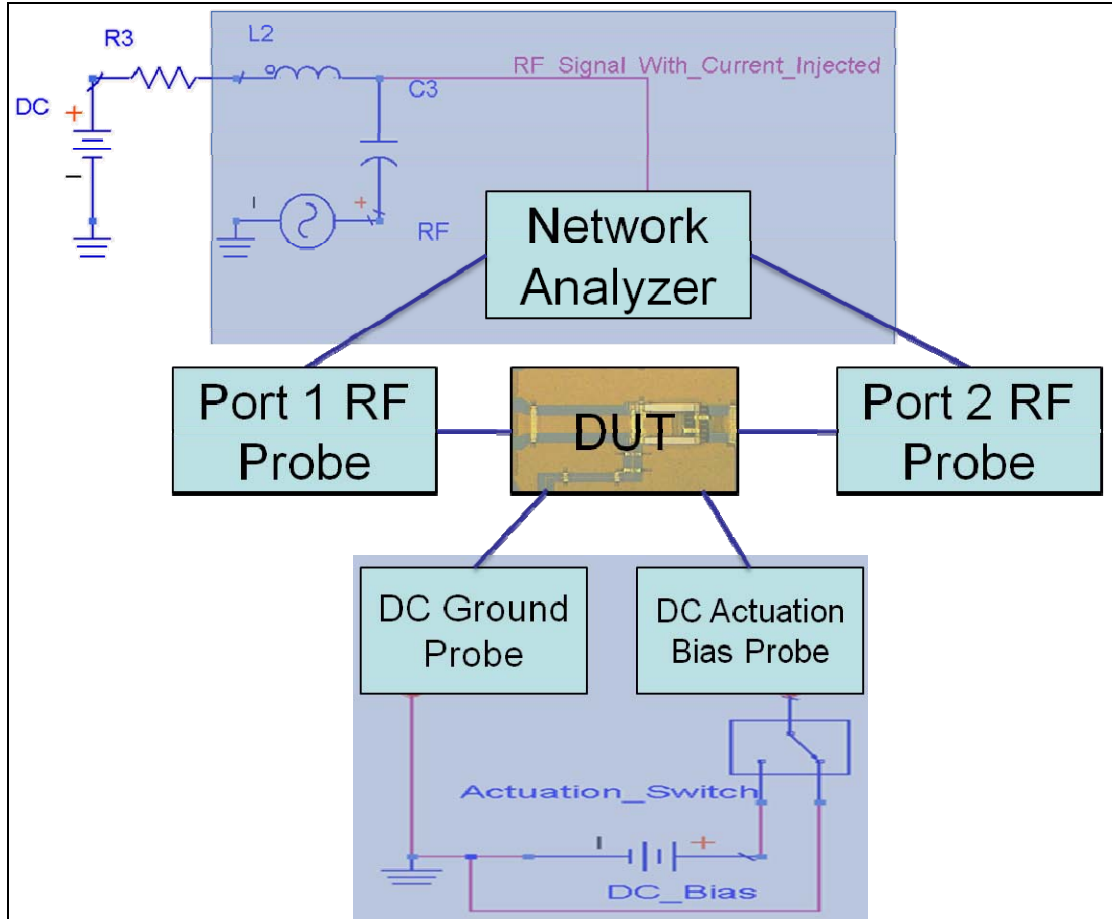 R3
L2
RF_Signal_With_Current_Injected
DC
+
C3
−
+
RF
Network
Analyzer
Port 1 RF
Probe
DUT
Port 2 RF
Probe
DC Ground
Probe
DC Actuation
Bias Probe
Actuation_Switch
+
DC_Bias